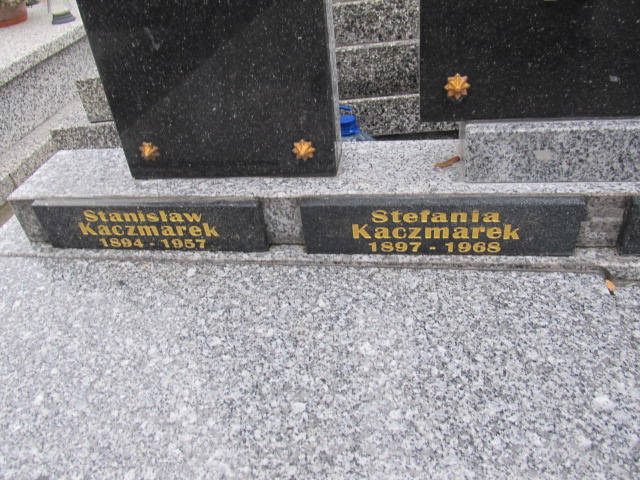 Stanisław
Kaczmarek
1894 - 1957
Stefania
Kaczmarek
1897 - 1968